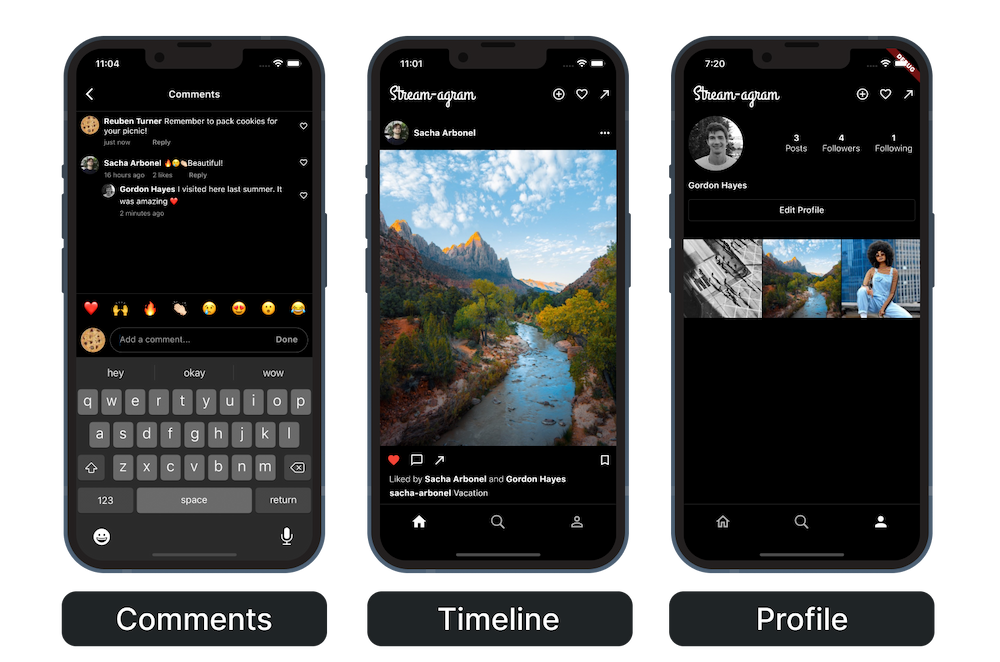 11:04
Comments
Reuben Turner Remember to pack cookies for
your picnic!
just now Reply
Sacha Arbonel 🔥😍👏Beautiful!
16 hours ago 2 likes Reply
Gordon Hayes I visited here last summer. It
was amazing ❤️
2 minutes ago
❤️ 🙌 🔥 👏🏻 😢 😍 😮 😂
Add a comment... Done
hey okay wow
q w e r t y u i o p
a s d f g h j k l
z x c v b n m
123 space return
Comments
11:01
Stream-agram
Sacha Arbonel
Liked by Sacha Arbonel and Gordon Hayes
sacha-arbonel Vacation
Timeline
7:20
DEBUG
Stream-agram
3 4 1
Posts Followers Following
Gordon Hayes
Edit Profile
Profile